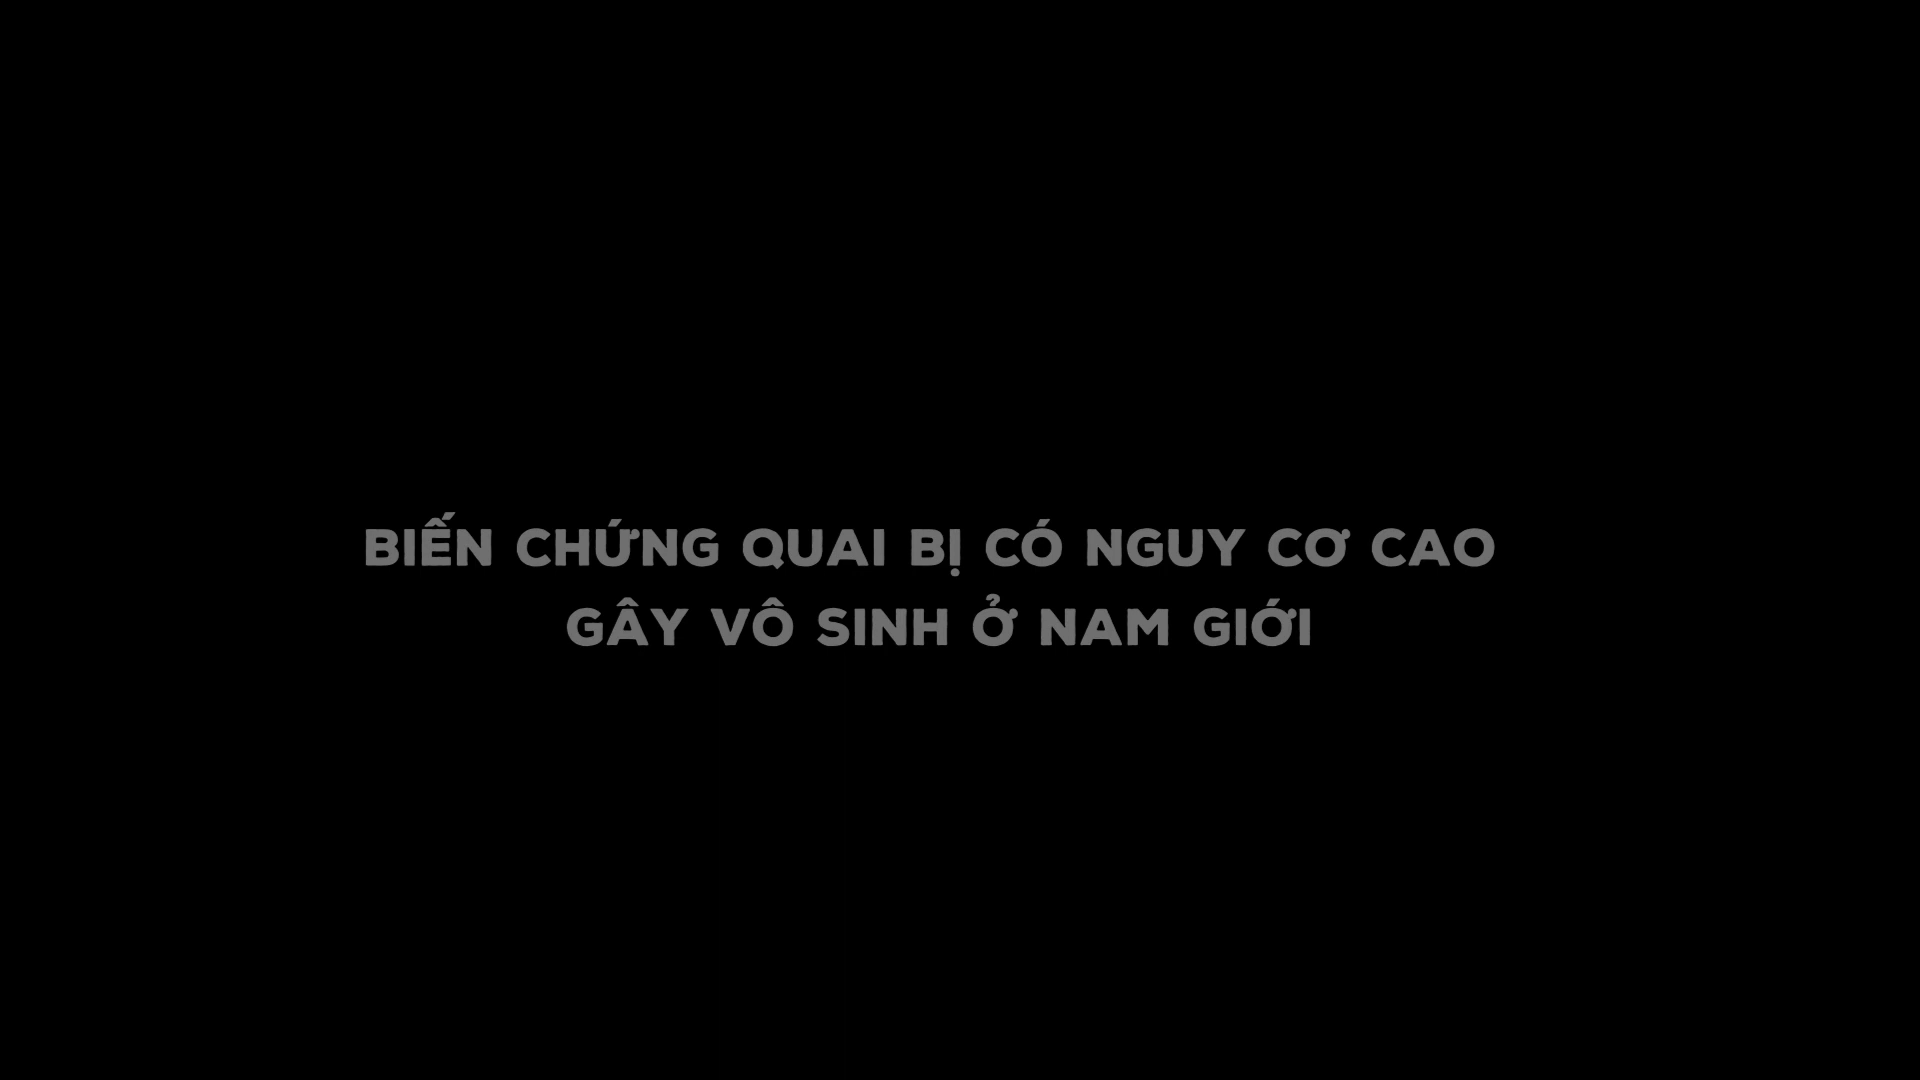 BIẾN CHỨNG QUAI BỊ CÓ NGUY CƠ CAO
GÂY VÔ SINH Ở NAM GIỚI